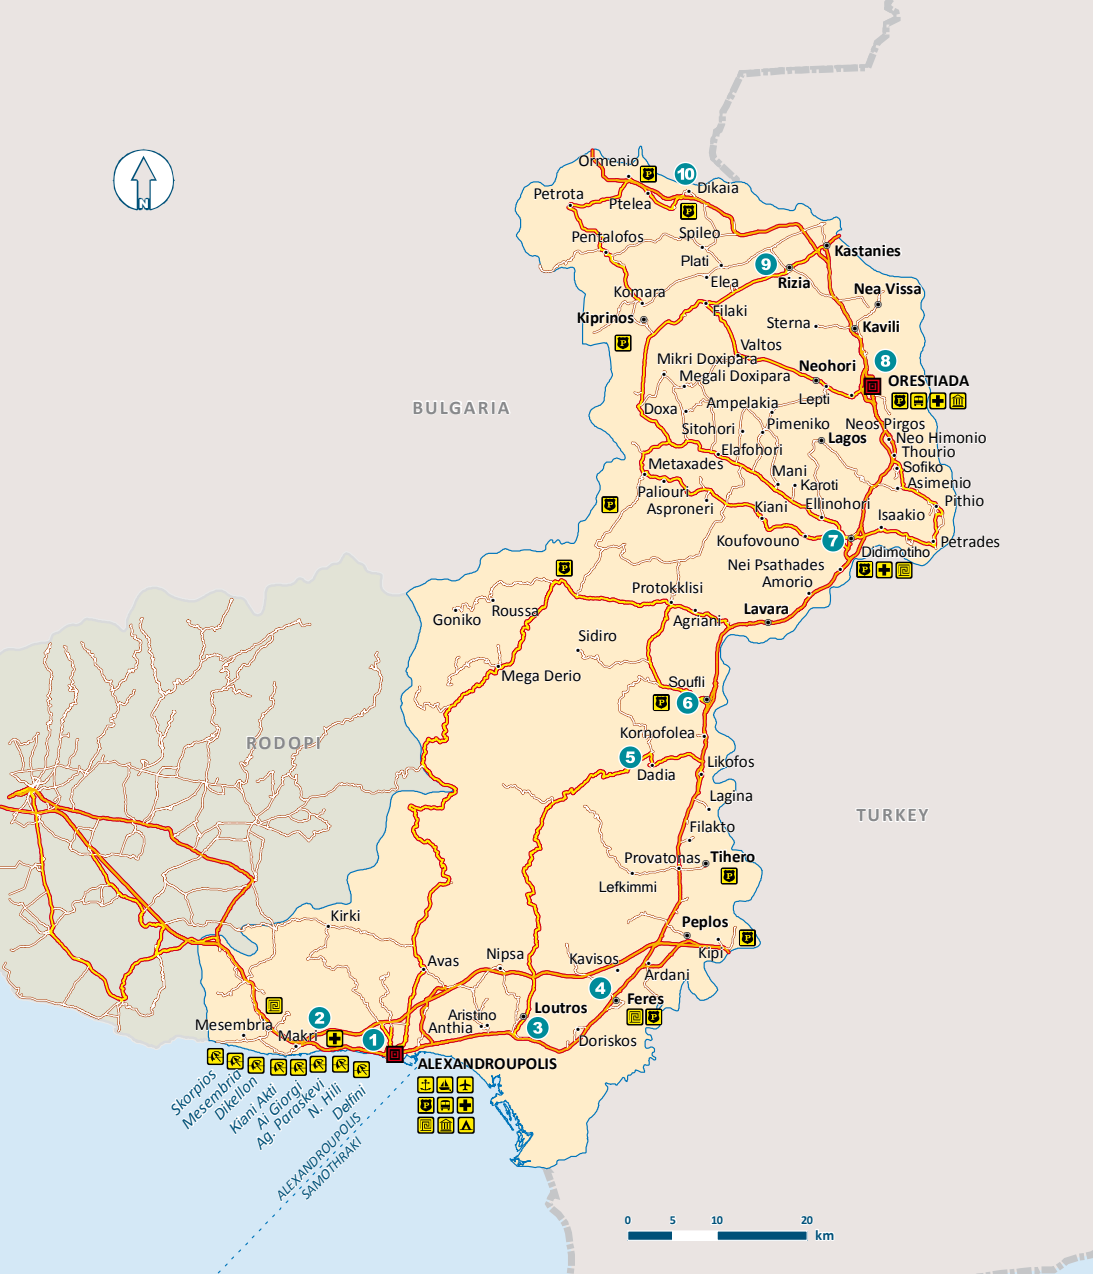 Ormenio
10
Dikaia
Petrota
Ptelea
Spileo
Pentalofos
Kastanies
Plati
9
Elea
Rizia
Nea Vissa
Komara
Filaki
Kiprinos
Sterna
Kavili
Valtos
8
Mikri Doxipara
Neohori
Megali Doxipara
ORESTIADA
BULGARIA
Doxa
Ampelakia
Lepti
Sitohori
Pimeniko
Neos Pirgos
Lagos
Neo Himonio
Elafohori
Thourio
Metaxades
Sofiko
Mani
Karoti
Asimenio
Paliouri
Pithio
Asproneri
Kiani
Ellinohori
Isaakio
Koufovouno
7
Petrades
Didimotiho
Nei Psathades
Amorio
Protokklisi
Goniko
Roussa
Agriani
Lavara
Sidiro
Mega Derio
Soufli
6
Kornofolea
RODOPI
5
Dadia
Likofos
Lagina
TURKEY
Filakto
Provatonas
Tihero
Lefkimmi
Kirki
Peplos
Avas
Nipsa
Kavisos
Kipi
Ardani
4
Feres
Mesembria
2
Makri
1
Aristino
Anthia
Loutros
3
Doriskos
ALEXANDROUPOLIS
Skorpios
Mesembria
Dikellon
Kiani Akti
Ai Giorgi
Ag. Paraskevi
N. Hili
Delfini
ALEXANDROUPOLIS
SAMOTHRAKI
0 5 10 20
km
N